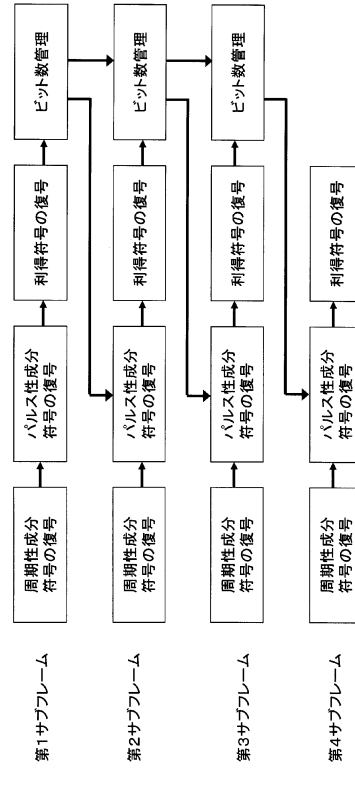 第1サブフレーム
周期性成分
符号の復号
パルス性成分
符号の復号
利得符号の復号
ビット数管理
第2サブフレーム
周期性成分
符号の復号
パルス性成分
符号の復号
利得符号の復号
ビット数管理
第3サブフレーム
周期性成分
符号の復号
パルス性成分
符号の復号
利得符号の復号
ビット数管理
第4サブフレーム
周期性成分
符号の復号
パルス性成分
符号の復号
利得符号の復号